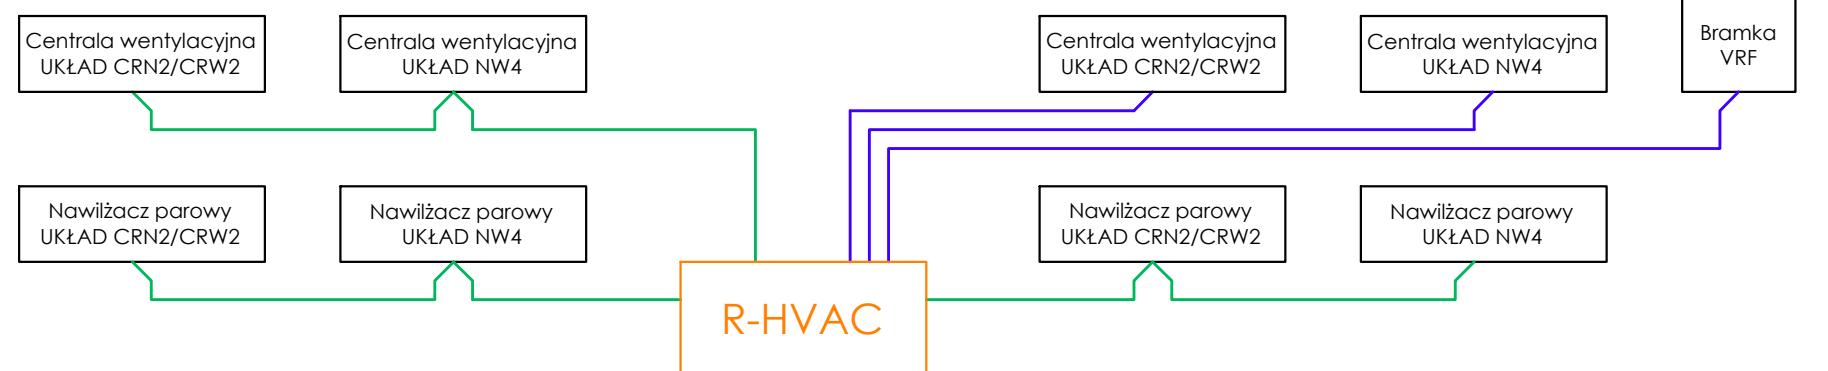 Centrala wentylacyjna
UKŁAD CRN2/CRW2
Centrala wentylacyjna
UKŁAD NW4
Centrala wentylacyjna
UKŁAD CRN2/CRW2
Centrala wentylacyjna
UKŁAD NW4
Bramka
VRF
Nawilżacz parowy
UKŁAD CRN2/CRW2
Nawilżacz parowy
UKŁAD NW4
Nawilżacz parowy
UKŁAD CRN2/CRW2
Nawilżacz parowy
UKŁAD NW4
R-HVAC